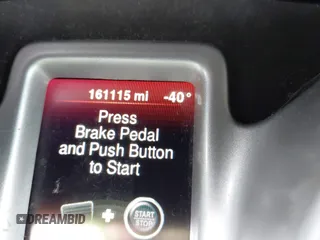 161115 mi -40°
Press
Brake Pedal
and Push Button
to Start
START
STOP
DREAMBID